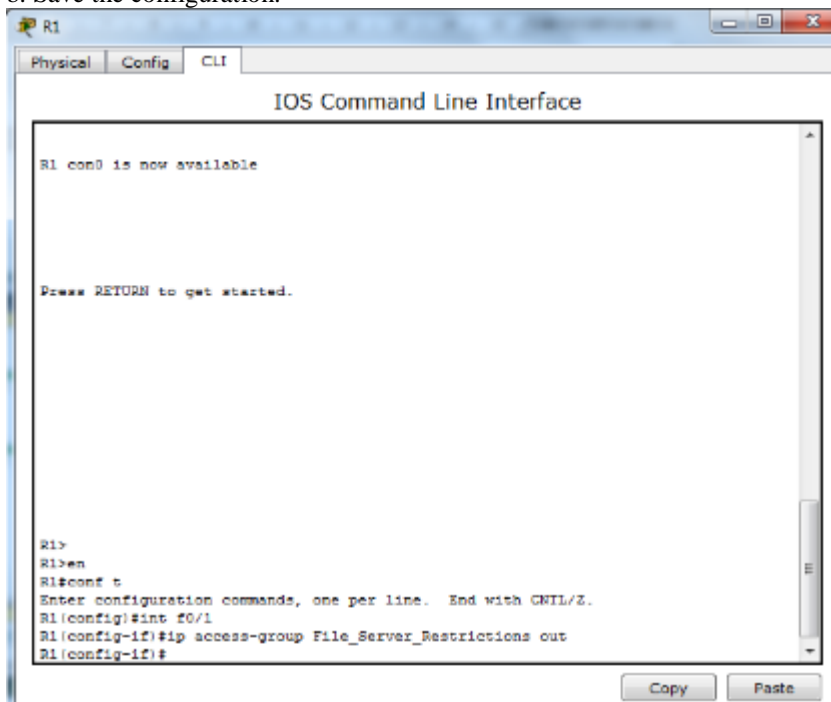 b. Save the configuration.
R1
Physical Config CLI
IOS Command Line Interface
R1 con0 is now available
Press RETURN to get started.
R1>
R1>en
R1#conf t
Enter configuration commands, one per line. End with CNTL/Z.
R1(config)#int f0/1
R1(config-if)#ip access-group File_Server_Restrictions out
R1(config-if)#
Copy Paste